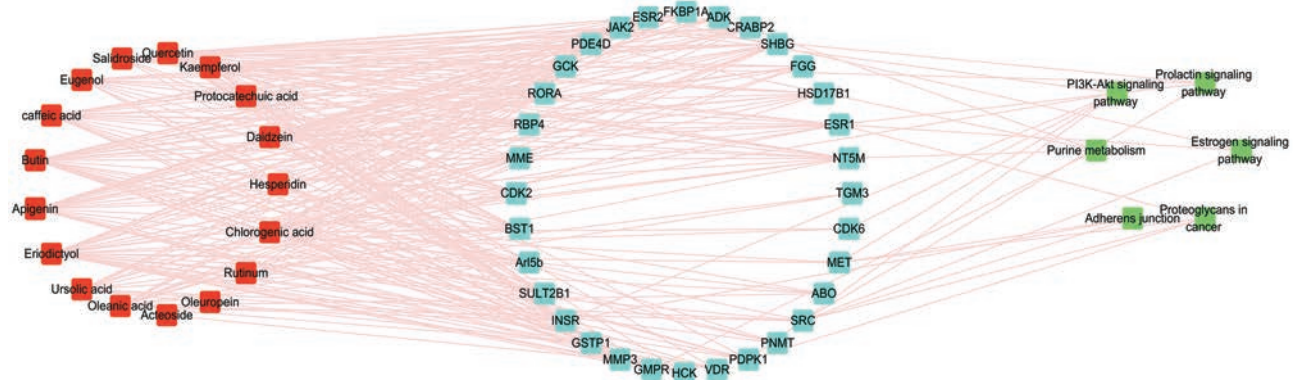 Quercetin
Salidroside
Kaempferol
Eugenol
Protocatechuic acid
caffeic acid
Daidzein
Butin
Hesperidin
Apigenin
Chlorogenic acid
Eriodictyol
Rutinum
Ursolic acid
Oleanic acid
Oleuropein
Acteoside
FKBP1A
ADK
ESR2
CRABP2
JAK2
SHBG
PDE4D
FGG
GCK
HSD17B1
RORA
ESR1
RBP4
NT5M
MME
TGM3
CDK2
CDK6
BST1
MET
Arl5b
ABO
SULT2B1
SRC
INSR
PNMT
GSTP1
PDPK1
MMP3
VDR
GMPR
HCK
PI3K-Akt signaling
pathway
Prolactin signaling
pathway
Purine metabolism
Estrogen signaling
pathway
Adherens junction
Proteoglycans in
cancer